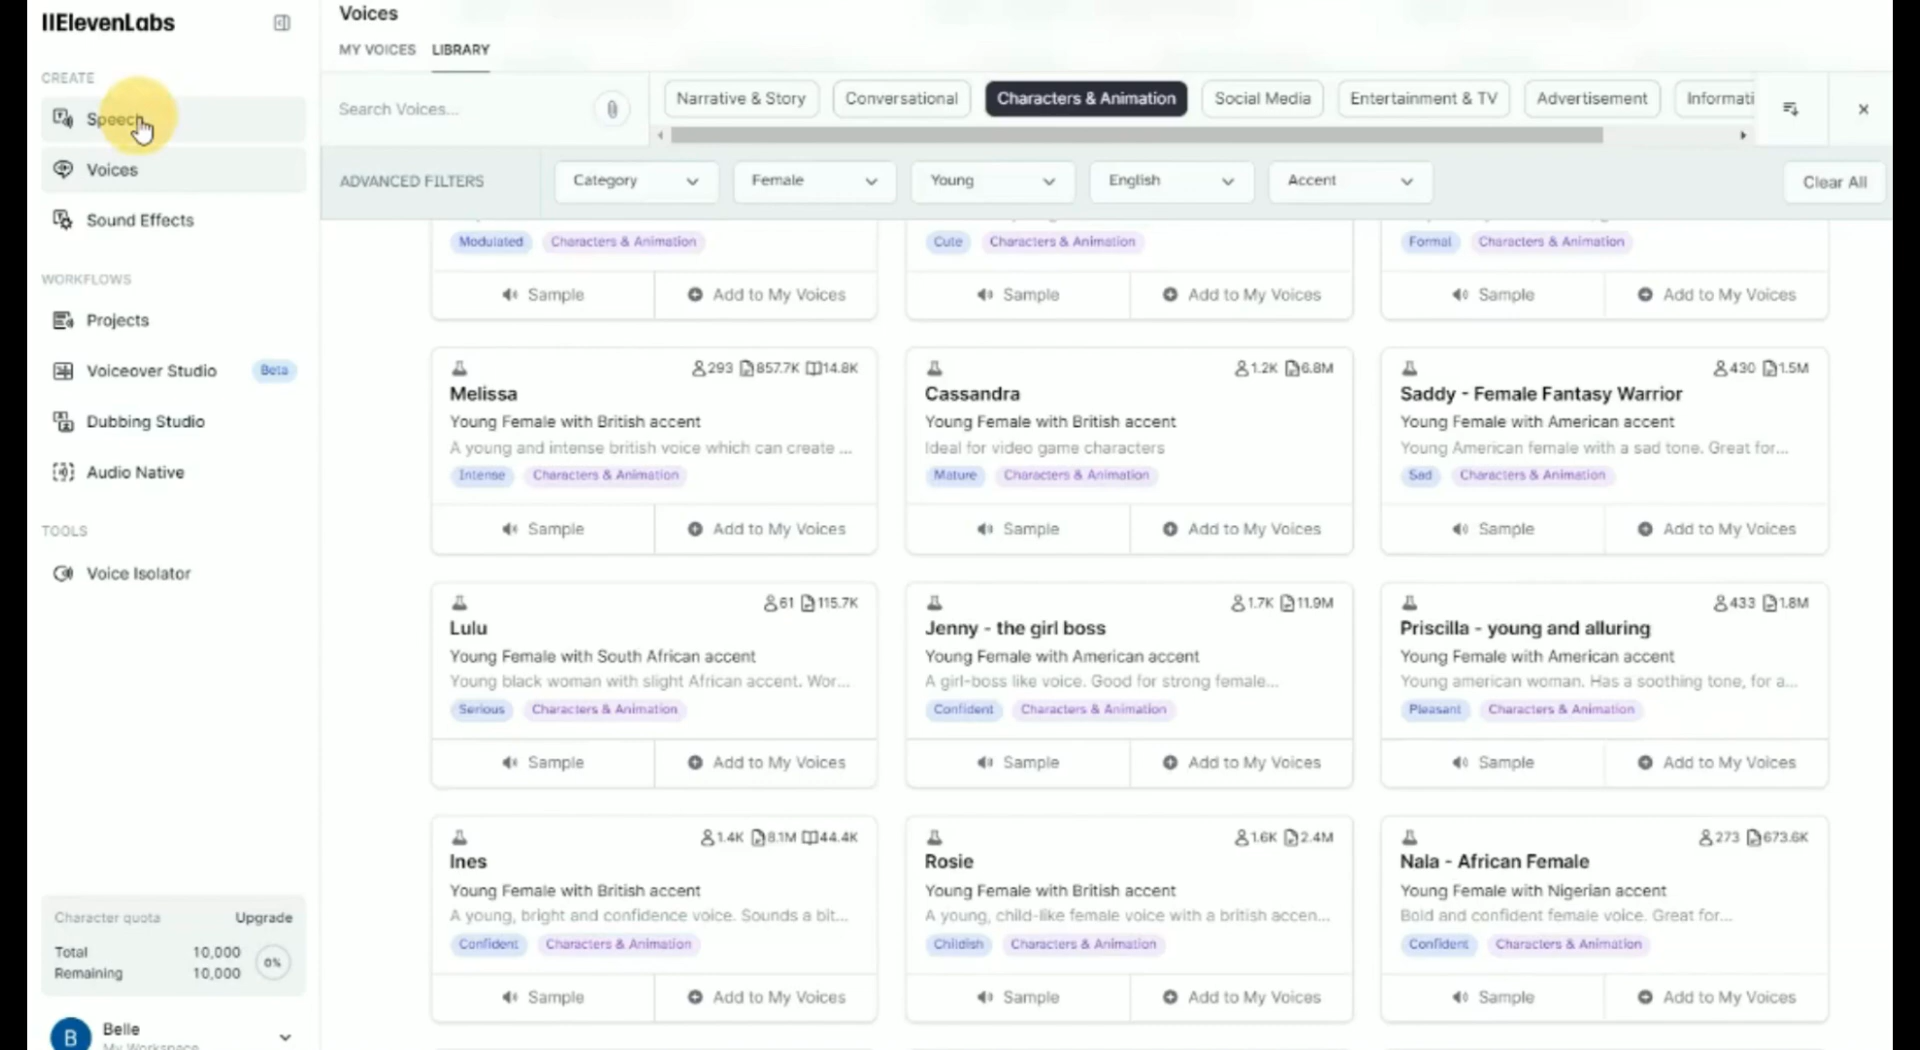 IIElevenLabs
CREATE
Speech
Voices
Sound Effects
WORKFLOWS
Projects
Voiceover Studio Beta
Dubbing Studio
Audio Native
TOOLS
Voice Isolator
Character quota Upgrade
Total 10,000
Remaining 10,000
0%
B
Belle
My Workspace
Voices
MY VOICES LIBRARY
Search Voices...
Narrative & Story Conversational Characters & Animation Social Media Entertainment & TV Advertisement Informati
ADVANCED FILTERS Category Female Young English Accent Clear All
Modulated Characters & Animation
Sample Add to My Voices
Cute Characters & Animation
Sample Add to My Voices
Formal Characters & Animation
Sample Add to My Voices
293 857.7K 14.8K
Melissa
Young Female with British accent
A young and intense british voice which can create ...
Intense Characters & Animation
Sample Add to My Voices
1.2K 6.8M
Cassandra
Young Female with British accent
Ideal for video game characters
Mature Characters & Animation
Sample Add to My Voices
430 1.5M
Saddy - Female Fantasy Warrior
Young Female with American accent
Young American female with a sad tone. Great for...
Sad Characters & Animation
Sample Add to My Voices
61 115.7K
Lulu
Young Female with South African accent
Young black woman with slight African accent. Wor...
Serious Characters & Animation
Sample Add to My Voices
1.7K 11.9M
Jenny - the girl boss
Young Female with American accent
A girl-boss like voice. Good for strong female...
Confident Characters & Animation
Sample Add to My Voices
433 1.8M
Priscilla - young and alluring
Young Female with American accent
Young american woman. Has a soothing tone, for a...
Pleasant Characters & Animation
Sample Add to My Voices
1.4K 8.1M 44.4K
Ines
Young Female with British accent
A young, bright and confidence voice. Sounds a bit...
Confident Characters & Animation
Sample Add to My Voices
1.6K 2.4M
Rosie
Young Female with British accent
A young, child-like female voice with a british accen...
Childish Characters & Animation
Sample Add to My Voices
273 673.6K
Nala - African Female
Young Female with Nigerian accent
Bold and confident female voice. Great for...
Confident Characters & Animation
Sample Add to My Voices